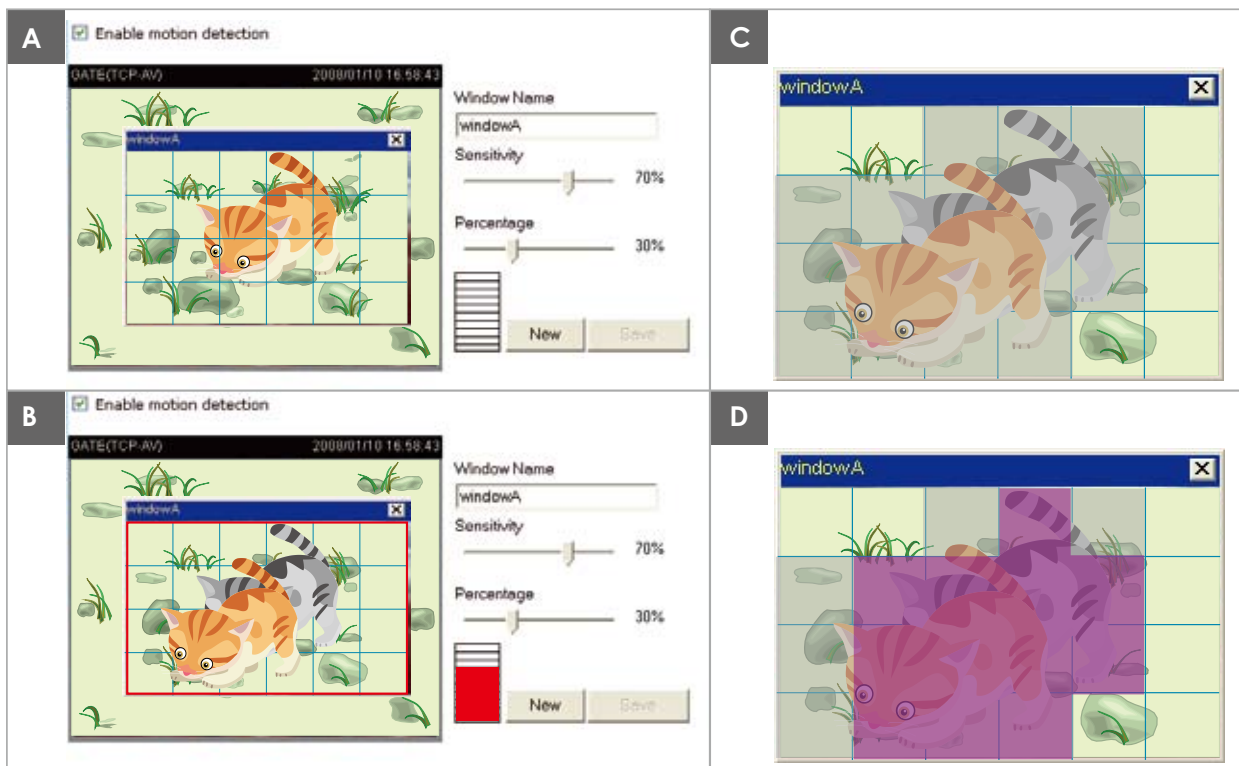 A
Enable motion detection
GATE(TCP-AV) 2008/01/10 16:58:43
windowA
Window Name
windowA
Sensitivity
70%
Percentage
30%
New Save
B
Enable motion detection
GATE(TCP-AV) 2008/01/10 16:58:43
windowA
Window Name
windowA
Sensitivity
70%
Percentage
30%
New Save
C
windowA
D
windowA